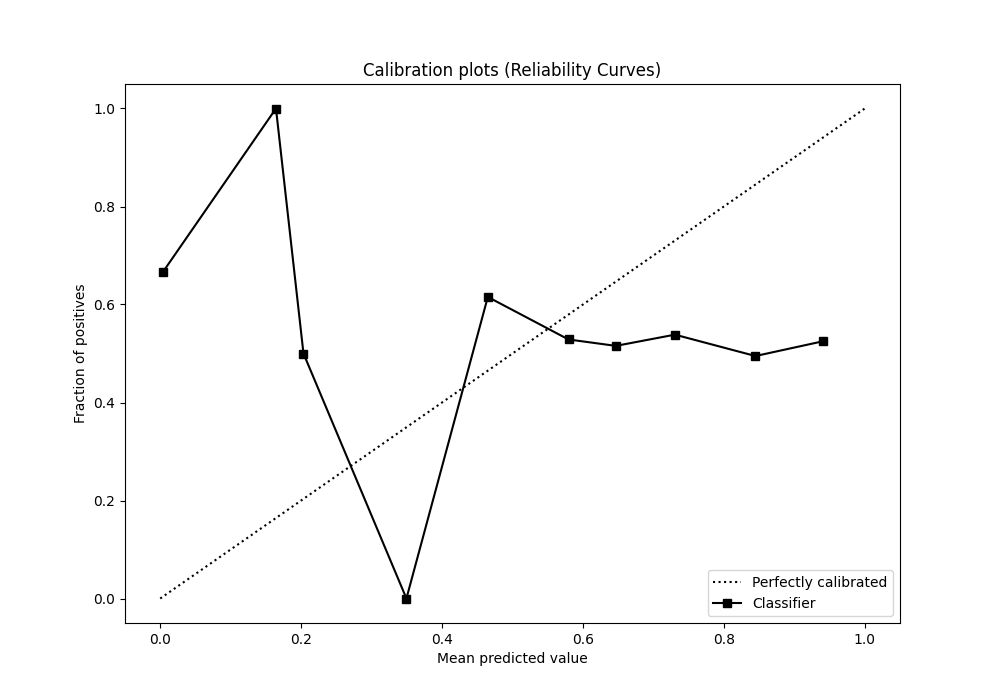 Calibration plots (Reliability Curves)
1.0
0.8
0.6
0.4
0.2
0.0
Fraction of positives
0.0 0.2 0.4 0.6 0.8 1.0
Mean predicted value
Perfectly calibrated
Classifier